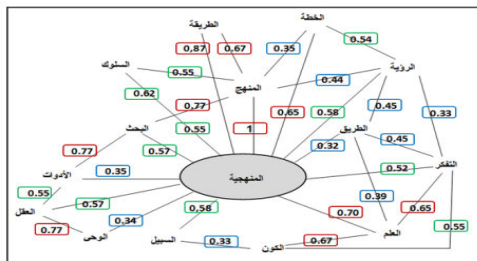 الطريقة
الخطة
0,87
0.67
0.35
0.54
السلوك
الرؤية
0.55
المنهج
0.44
0.62
0.77
0.65
0.58
0.45
0.33
البحث
0.55
1
الطريق
0.77
0.57
0.32
0.45
الأدوات
0.35
المنهجية
0.52
التفكر
0.55
0.57
0.39
العقل
0.58
0.70
0.65
0.77
0.34
0.55
الوحي
السبيل
0.33
الكون
0.67
العلم